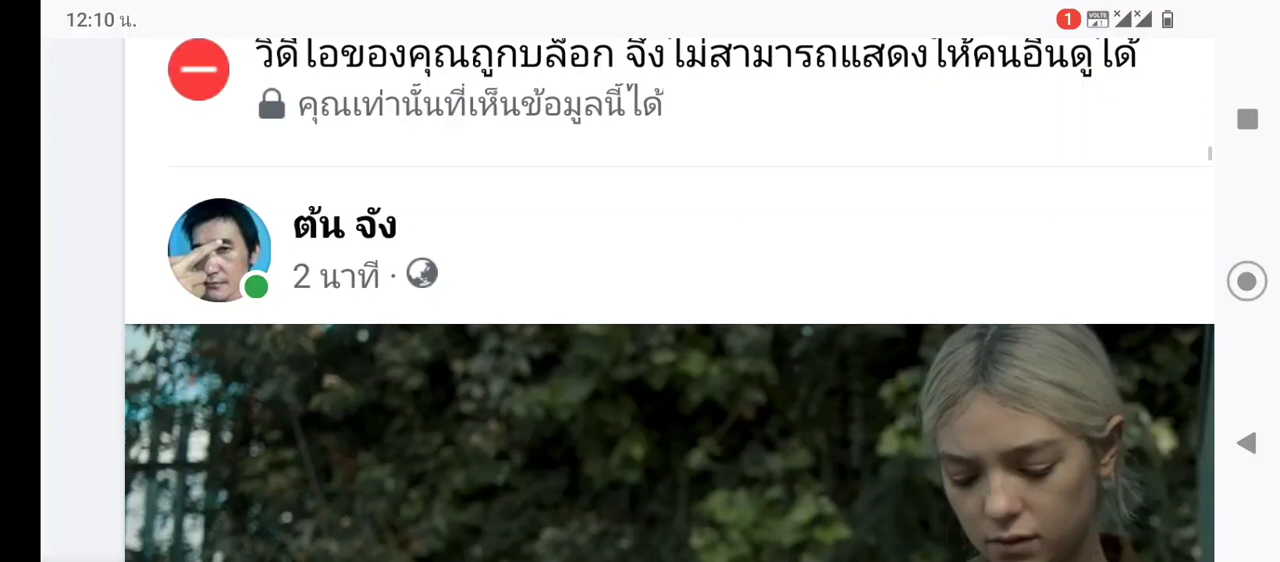 12:10 น.
1
VOLTE
วิดีโอของคุณถูกบล็อก จึงไม่สามารถแสดงให้คนอื่นดูได้
คุณเท่านั้นที่เห็นข้อมูลนี้ได้
ต้น จัง
2 นาที ·